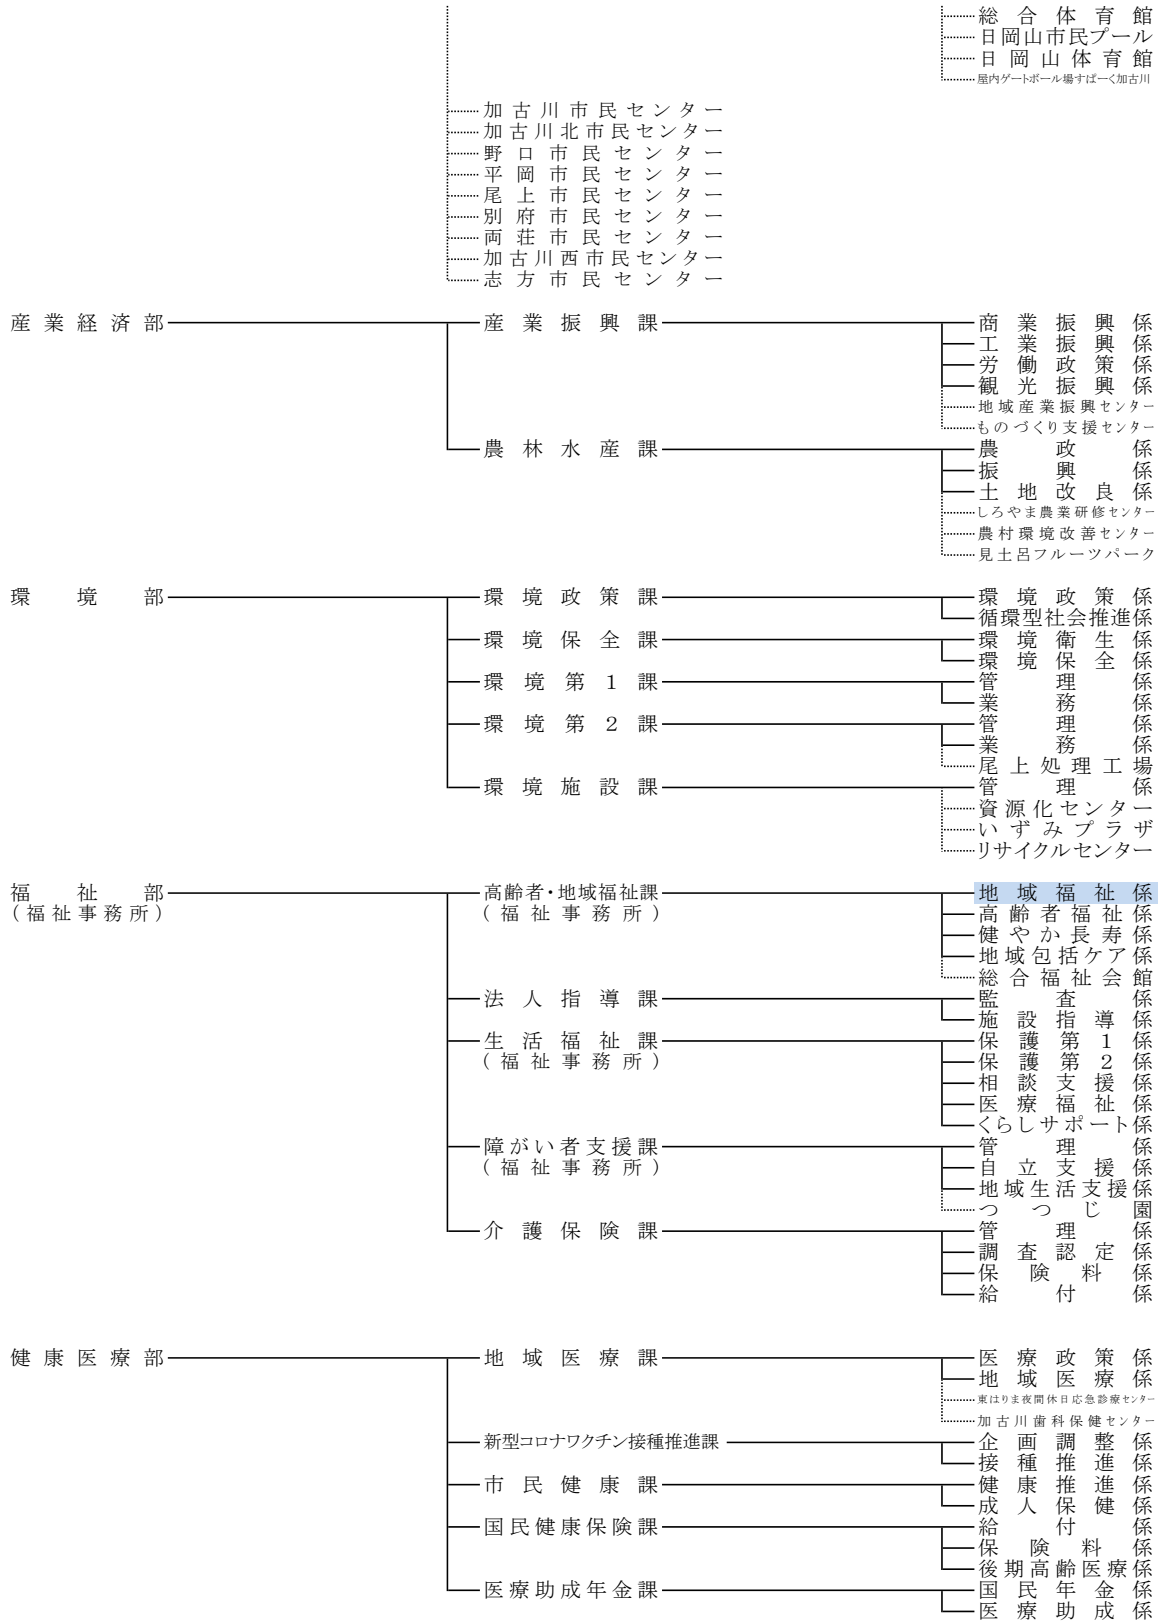 総合体育館
日岡山市民プール
日岡山体育館
屋内ゲートボール場すぱーく加古川
加古川市民センター
加古川北市民センター
野口市民センター
平岡市民センター
尾上市民センター
別府市民センター
両荘市民センター
加古川西市民センター
志方市民センター
産業経済部 産業振興課 商業振興係
工業振興係
労働政策係
観光振興係
地域産業振興センター
ものづくり支援センター
農林水産課 農政係
振興係
土地改良係
しろやま農業研修センター
農村環境改善センター
見土呂フルーツパーク
環境部 環境政策課 環境政策係
循環型社会推進係
環境保全課 環境衛生係
環境保全係
環境第1課 管理係
業務係
環境第2課 管理係
業務係
尾上処理工場
環境施設課 管理係
資源化センター
いずみプラザ
リサイクルセンター
福祉部 高齢者・地域福祉課 地域福祉係
(福祉事務所) (福祉事務所) 高齢者福祉係
健やか長寿係
地域包括ケア係
総合福祉会館
法人指導課 監査係
施設指導係
生活福祉課 保護第1係
(福祉事務所) 保護第2係
相談支援係
医療福祉係
くらしサポート係
障がい者支援課 管理係
(福祉事務所) 自立支援係
地域生活支援係
つつじ園
介護保険課 管理係
調査認定係
保険料係
給付係
健康医療部 地域医療課 医療政策係
地域医療係
東はりま夜間休日応急診療センター
加古川歯科保健センター
新型コロナワクチン接種推進課 企画調整係
接種推進係
市民健康課 健康推進係
成人保健係
国民健康保険課 給付係
保険料係
後期高齢医療係
医療助成年金課 国民年金係
医療助成係